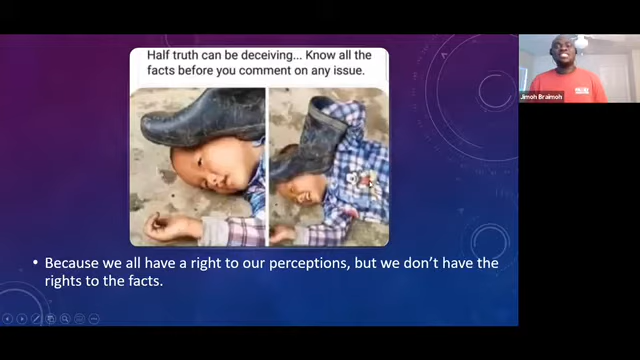 Half truth can be deceiving... Know all the
facts before you comment on any issue.
• Because we all have a right to our perceptions, but we don't have the
rights to the facts.
Jimoh Braimoh